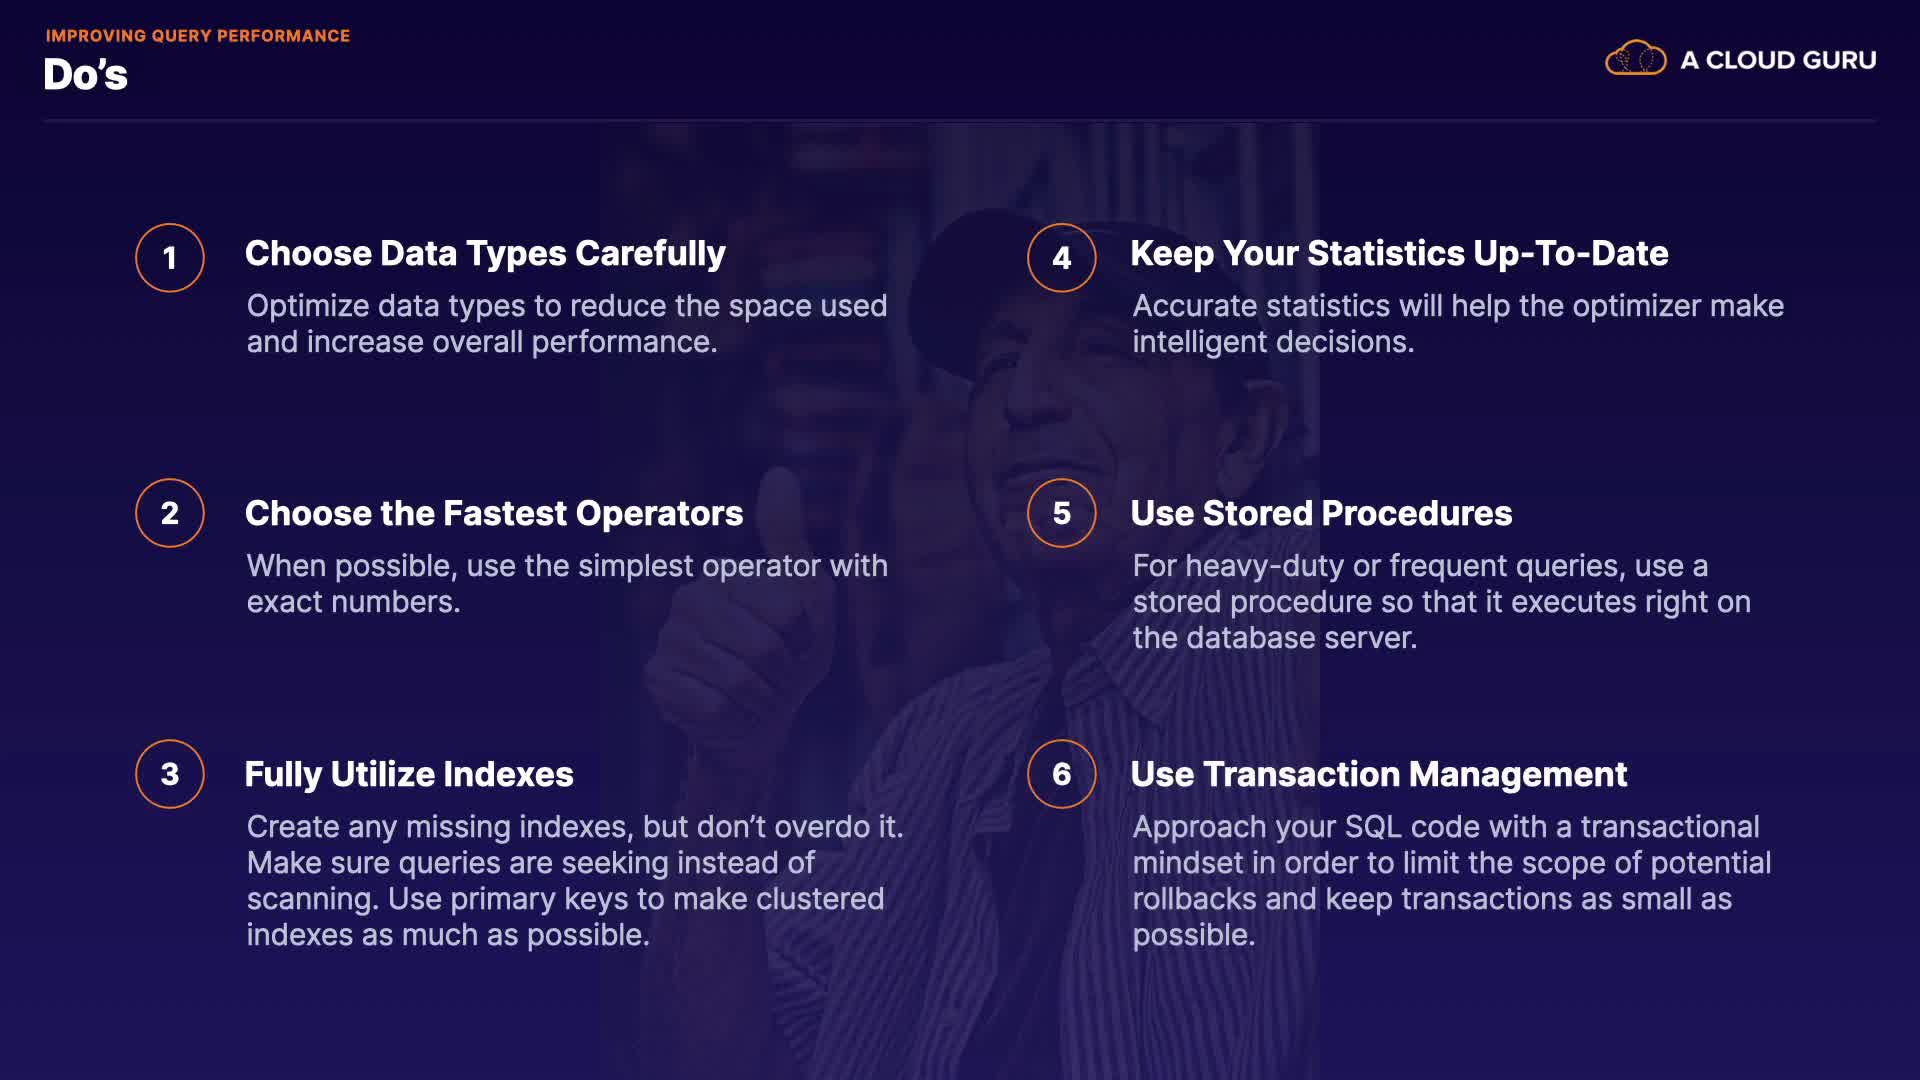 IMPROVING QUERY PERFORMANCE
Do’s
A CLOUD GURU
1
Choose Data Types Carefully
Optimize data types to reduce the space used
and increase overall performance.
2
Choose the Fastest Operators
When possible, use the simplest operator with
exact numbers.
3
Fully Utilize Indexes
Create any missing indexes, but don’t overdo it.
Make sure queries are seeking instead of
scanning. Use primary keys to make clustered
indexes as much as possible.
4
Keep Your Statistics Up-To-Date
Accurate statistics will help the optimizer make
intelligent decisions.
5
Use Stored Procedures
For heavy-duty or frequent queries, use a
stored procedure so that it executes right on
the database server.
6
Use Transaction Management
Approach your SQL code with a transactional
mindset in order to limit the scope of potential
rollbacks and keep transactions as small as
possible.